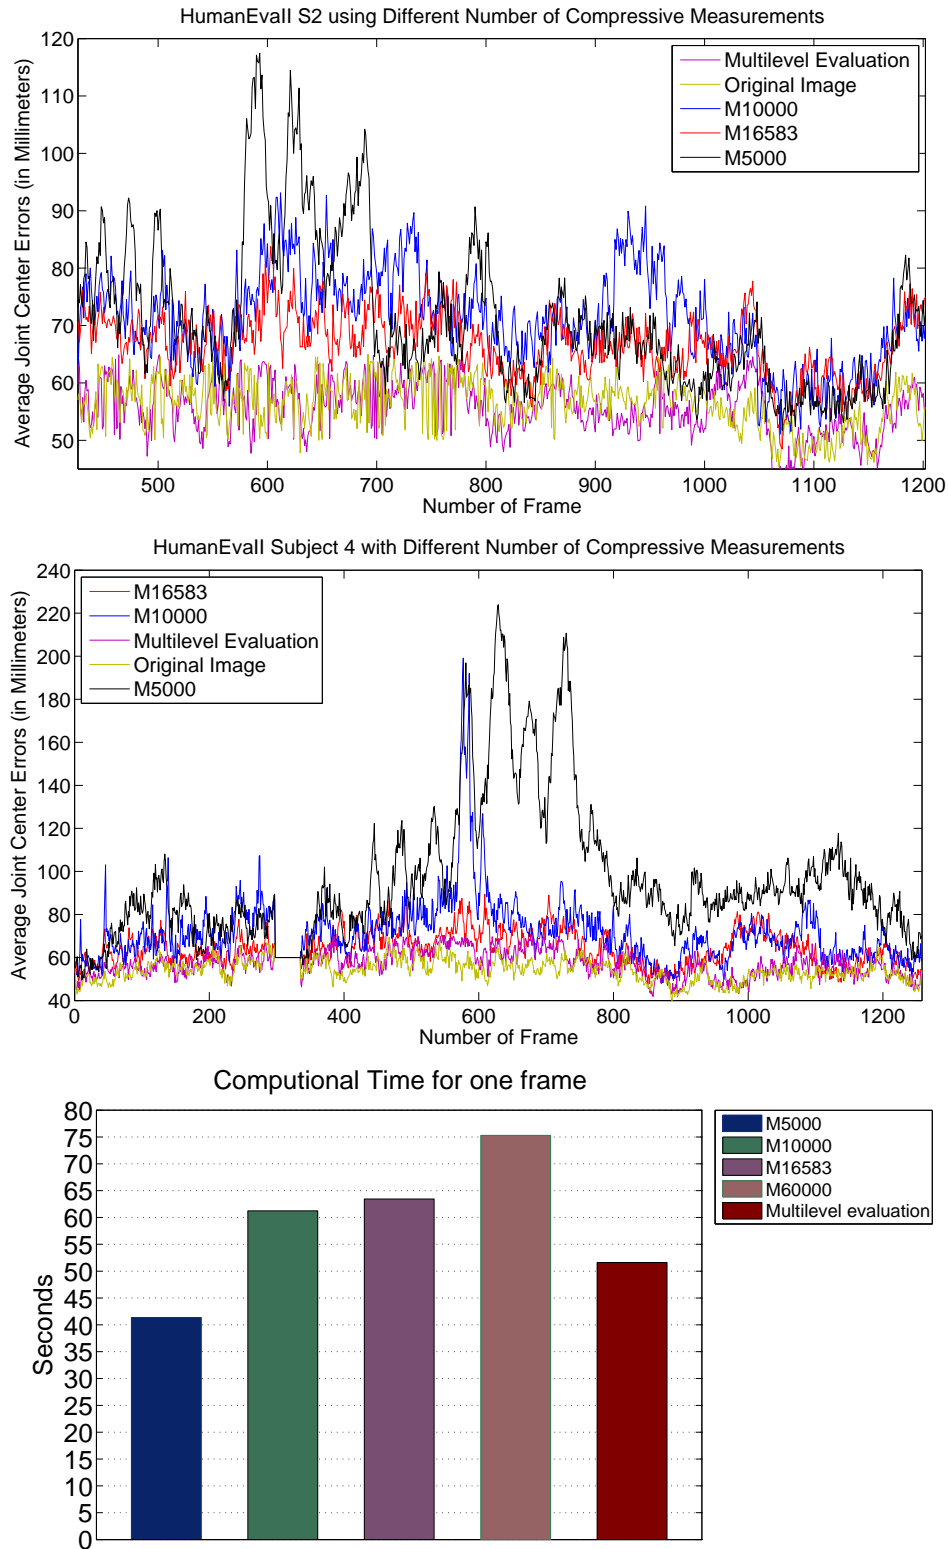 HumanEvaII S2 using Different Number of Compressive Measurements
Average Joint Center Errors (in Millimeters)
120
110
100
90
80
70
60
50
Multilevel Evaluation
Original Image
M10000
M16583
M5000
500 600 700 800 900 1000 1100 1200
Number of Frame
HumanEvaII Subject 4 with Different Number of Compressive Measurements
Average Joint Center Errors (in Millimeters)
240
220
200
180
160
140
120
100
80
60
40
M16583
M10000
Multilevel Evaluation
Original Image
M5000
0 200 400 600 800 1000 1200
Number of Frame
Computional Time for one frame
Seconds
80
75
70
65
60
55
50
45
40
35
30
25
20
15
10
5
0
M5000
M10000
M16583
M60000
Multilevel evaluation